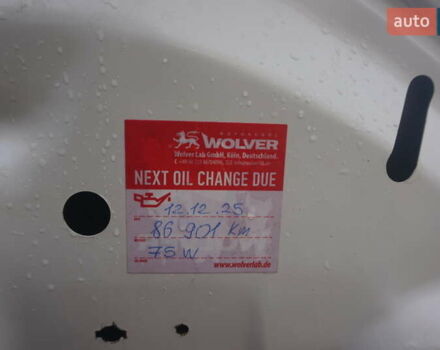 auto
WOLVER
Wolver Lab GmbH, Köln, Deutschland.
NEXT OIL CHANGE DUE
12.12.25
86 901 Km
75W
www.wolverlab.de